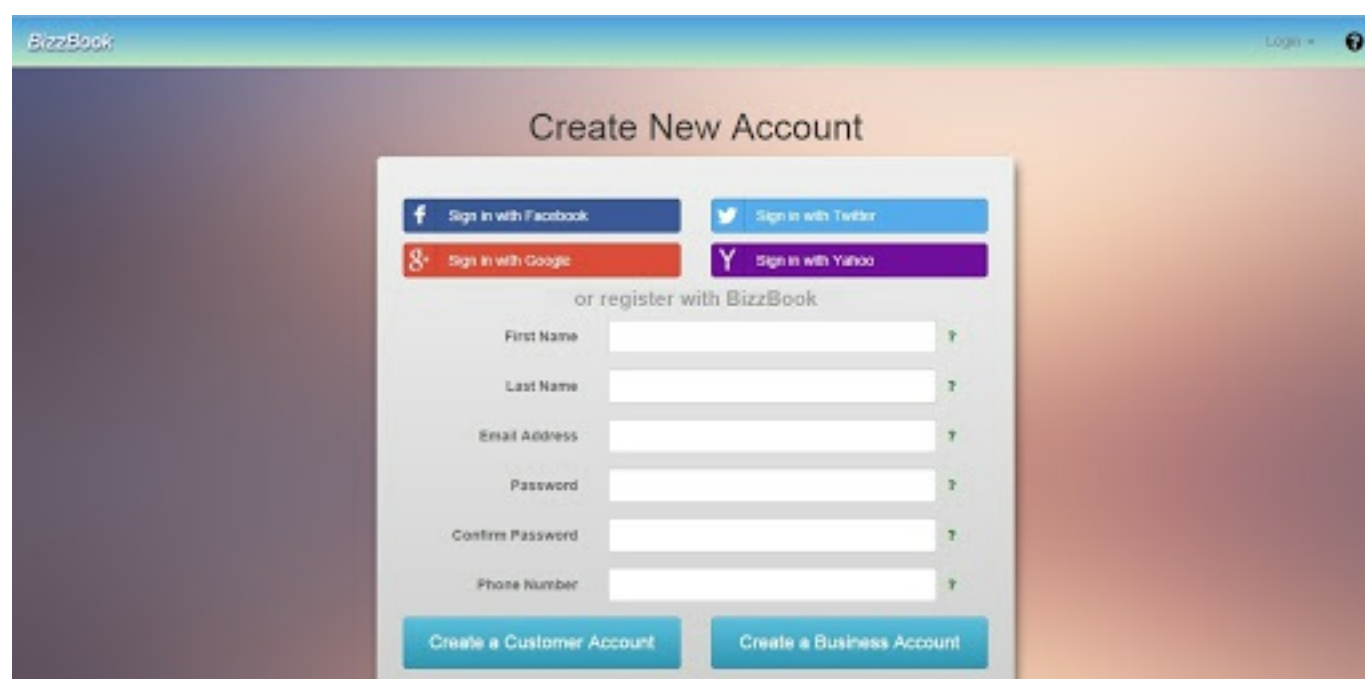 BizzBook
Login
Create New Account
Sign in with Facebook
Sign in with Twitter
Sign in with Google
Sign in with Yahoo
or register with BizzBook
First Name ?
Last Name ?
Email Address ?
Password ?
Confirm Password ?
Phone Number ?
Create a Customer Account
Create a Business Account